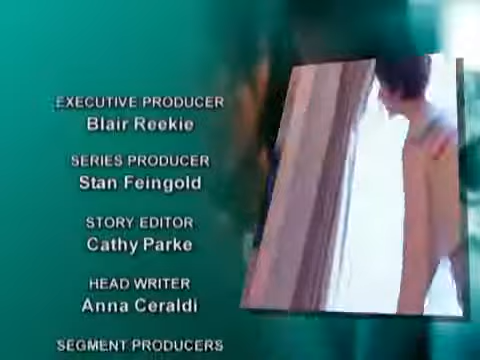 EXECUTIVE PRODUCER
Blair Reekie
SERIES PRODUCER
Stan Feingold
STORY EDITOR
Cathy Parke
HEAD WRITER
Anna Ceraldi
SEGMENT PRODUCERS